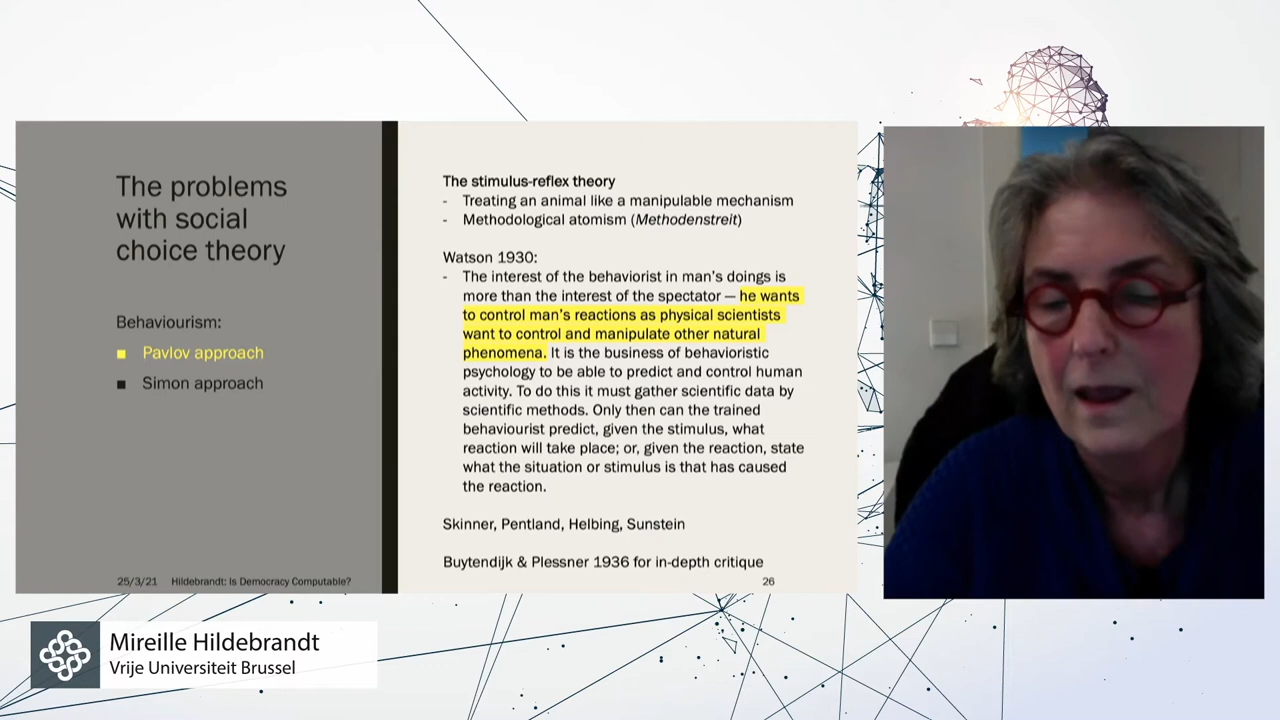 The problems
with social
choice theory
Behaviourism:
■ Pavlov approach
■ Simon approach
25/3/21 Hildebrandt: Is Democracy Computable?
The stimulus-reflex theory
- Treating an animal like a manipulable mechanism
- Methodological atomism (Methodenstreit)
Watson 1930:
- The interest of the behaviorist in man's doings is
more than the interest of the spectator — he wants
to control man's reactions as physical scientists
want to control and manipulate other natural
phenomena. It is the business of behavioristic
psychology to be able to predict and control human
activity. To do this it must gather scientific data by
scientific methods. Only then can the trained
behaviourist predict, given the stimulus, what
reaction will take place; or, given the reaction, state
what the situation or stimulus is that has caused
the reaction.
Skinner, Pentland, Helbing, Sunstein
Buytendijk & Plessner 1936 for in-depth critique
26
Mireille Hildebrandt
Vrije Universiteit Brussel